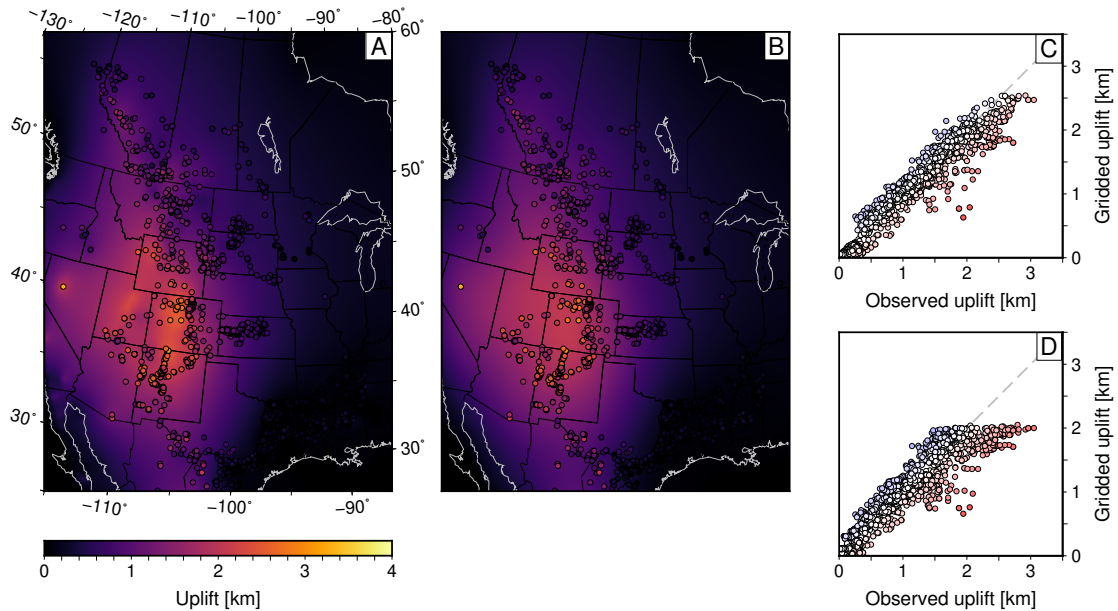 −130˚ −120˚ −110˚ −100˚ −90˚ −80˚
A
B
C
60˚
50˚
40˚
30˚
60˚
50˚
40˚
30˚
−110˚ −100˚ −90˚
0 1 2 3 4
Uplift [km]
0
1
2
3
Gridded uplift [km]
0 1 2 3
Observed uplift [km]
D
0
1
2
3
Gridded uplift [km]
0 1 2 3
Observed uplift [km]